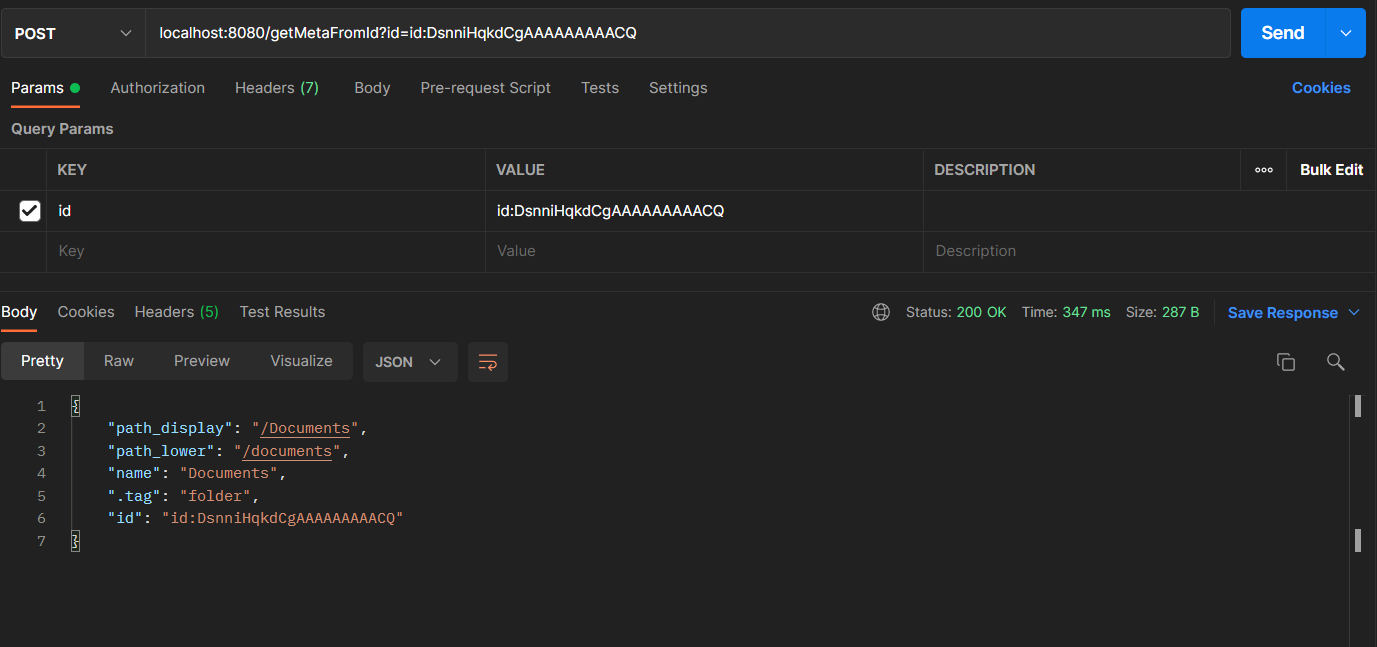 POST localhost:8080/getMetaFromId?id=id:DsnniHqkdCgAAAAAAAAACQ Send
Params Authorization Headers (7) Body Pre-request Script Tests Settings Cookies
Query Params
KEY VALUE DESCRIPTION Bulk Edit
id id:DsnniHqkdCgAAAAAAAAACQ
Key Value Description
Body Cookies Headers (5) Test Results Status: 200 OK Time: 347 ms Size: 287 B Save Response
Pretty Raw Preview Visualize JSON
1 {
2 "path_display": "/Documents",
3 "path_lower": "/documents",
4 "name": "Documents",
5 ".tag": "folder",
6 "id": "id:DsnniHqkdCgAAAAAAAAACQ"
7 }